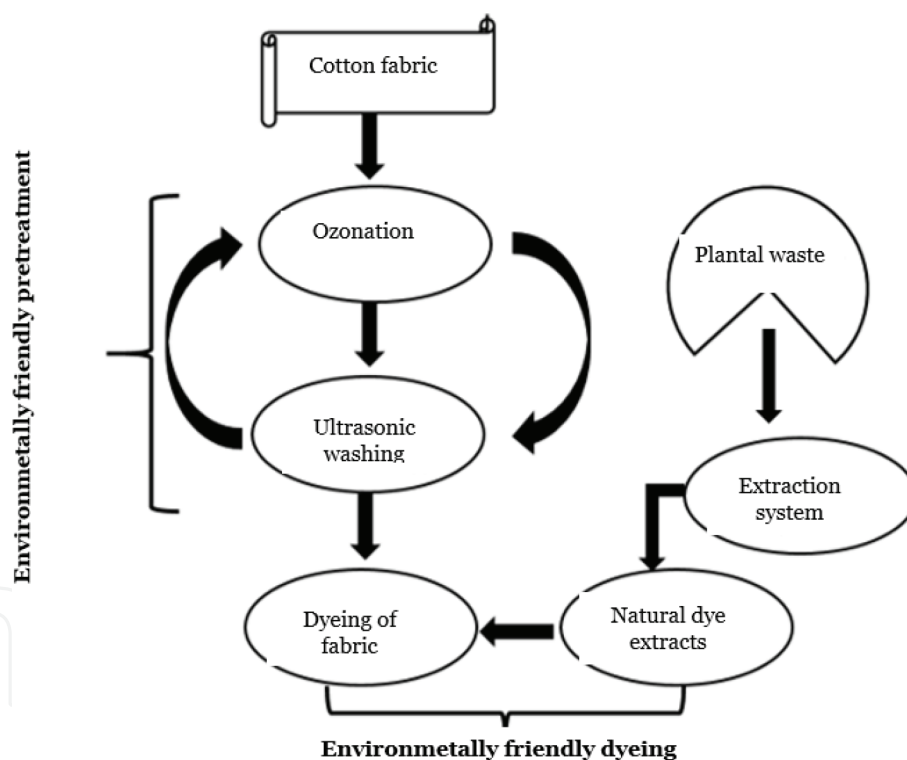 Cotton fabric
Environmetally friendly pretreatment
Ozonation
Plantal waste
Ultrasonic
washing
Extraction
system
Dyeing of
fabric
Natural dye
extracts
Environmetally friendly dyeing